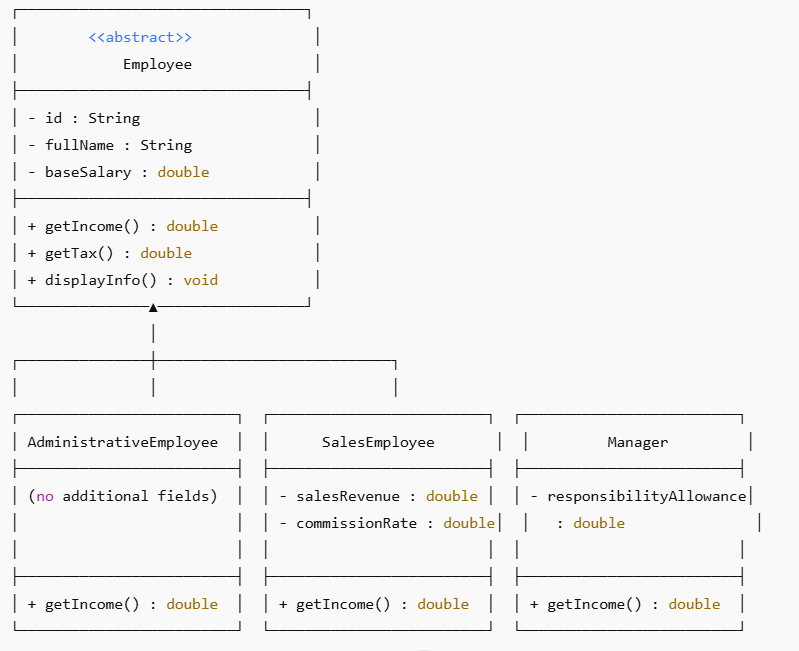 <<abstract>>
Employee
- id : String
- fullName : String
- baseSalary : double
+ getIncome() : double
+ getTax() : double
+ displayInfo() : void
AdministrativeEmployee SalesEmployee Manager
(no additional fields) - salesRevenue : double - responsibilityAllowance
- commissionRate : double : double
+ getIncome() : double + getIncome() : double + getIncome() : double